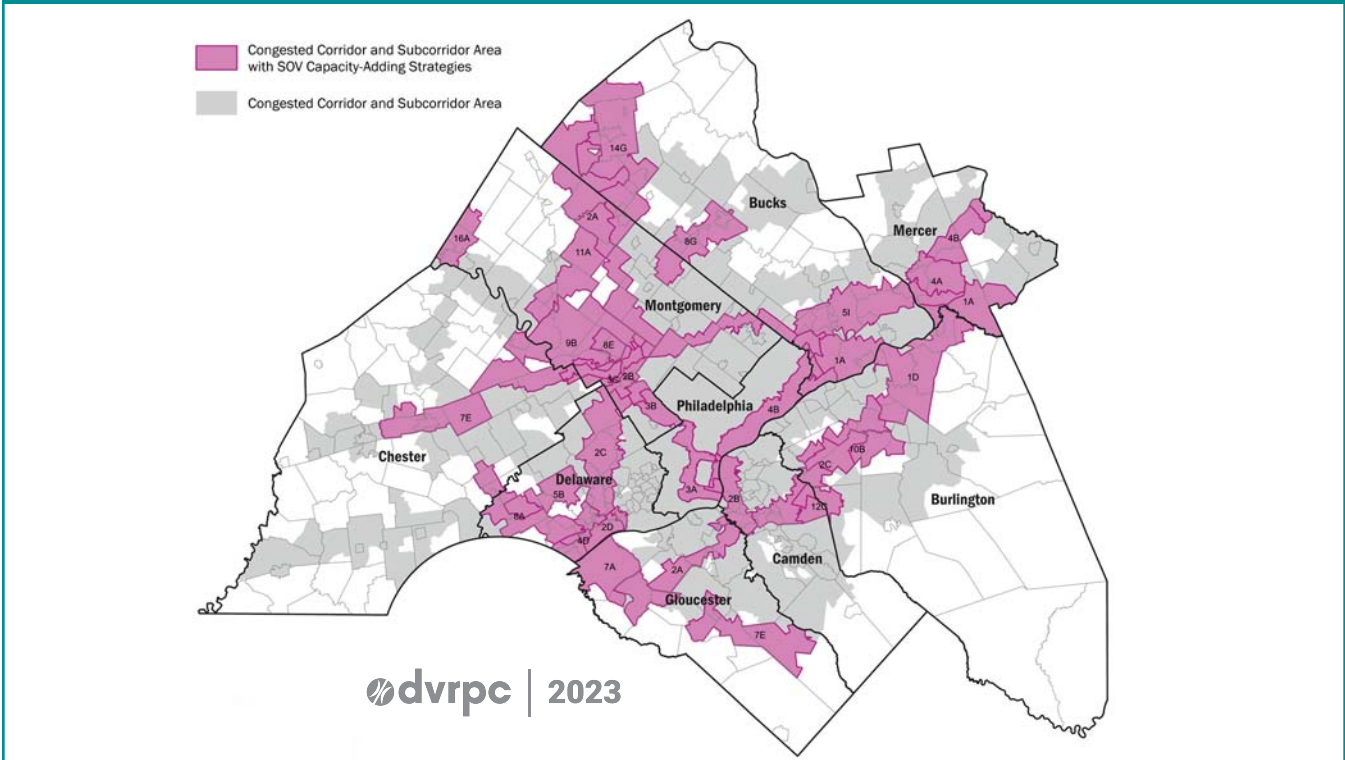 Congested Corridor and Subcorridor Area
with SOV Capacity-Adding Strategies
Congested Corridor and Subcorridor Area
14G
Bucks
2A
16A
11A
8G
Mercer
4B
4A
1A
Montgomery
5I
9B
8E
2B
1A
1D
3B
Philadelphia
4B
7E
Chester
2C
Delaware
5B
10B
2C
3A
2B
12C
Burlington
8A
2D
4D
Camden
7A
2A
Gloucester
7E
dvrpc | 2023